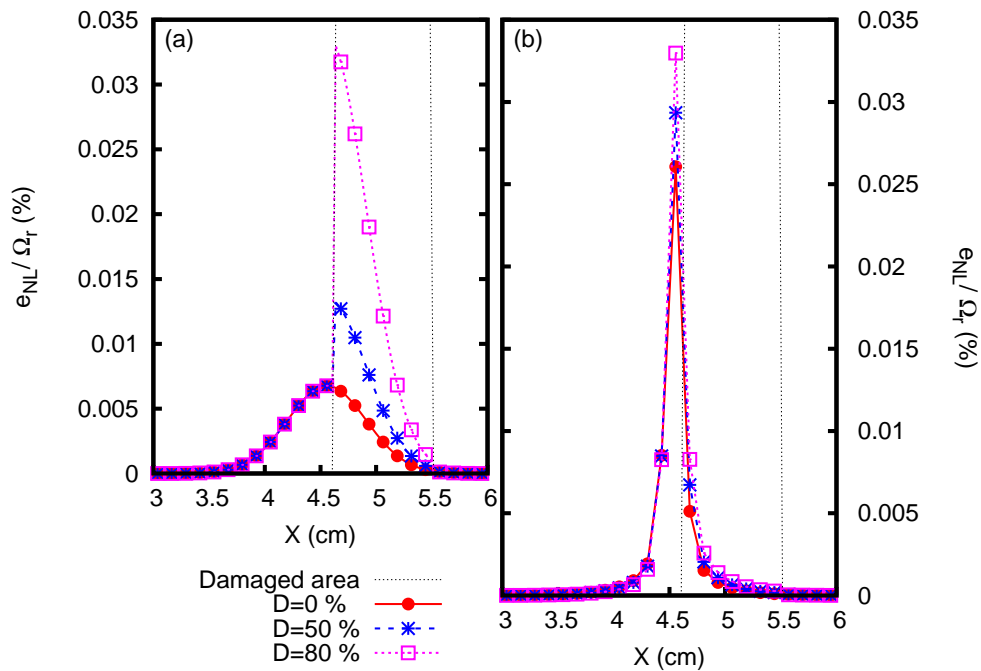 (a)
0.035
0.03
0.025
0.02
0.015
0.01
0.005
0
e_NL/ Ω_r (%)
3 3.5 4 4.5 5 5.5 6
X (cm)
(b)
0.035
0.03
0.025
0.02
0.015
0.01
0.005
0
e_NL/ Ω_r (%)
3 3.5 4 4.5 5 5.5 6
X (cm)
Damaged area
D=0 %
D=50 %
D=80 %